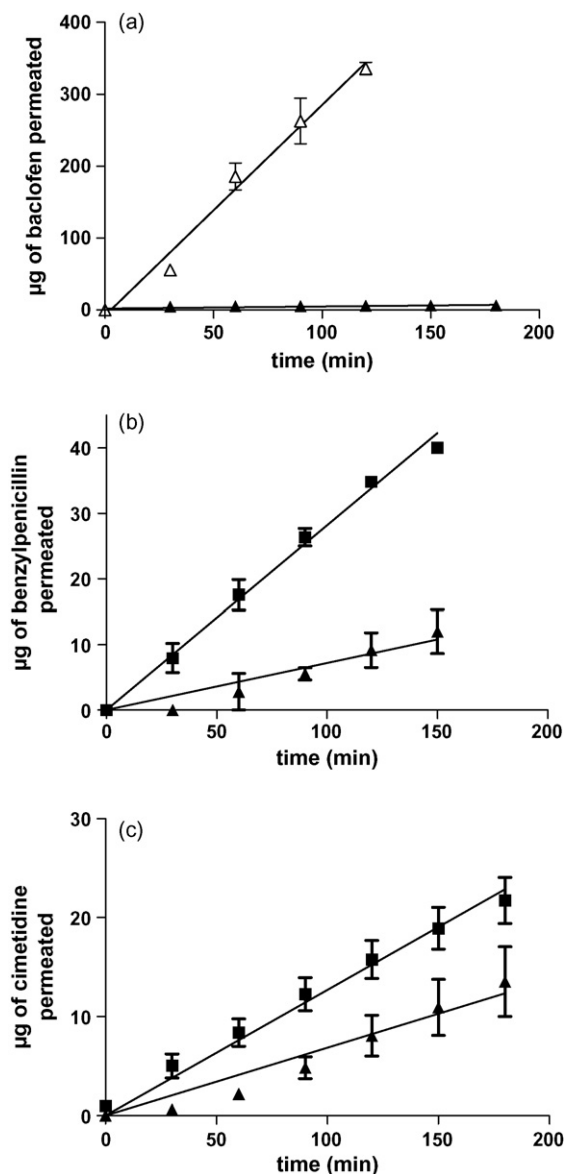 (a)
400
300
200
100
0
0 50 100 150 200
µg of baclofen permeated
time (min)
(b)
40
30
20
10
0
0 50 100 150 200
µg of benzylpenicillin
permeated
time (min)
(c)
30
20
10
0
0 50 100 150 200
µg of cimetidine
permeated
time (min)